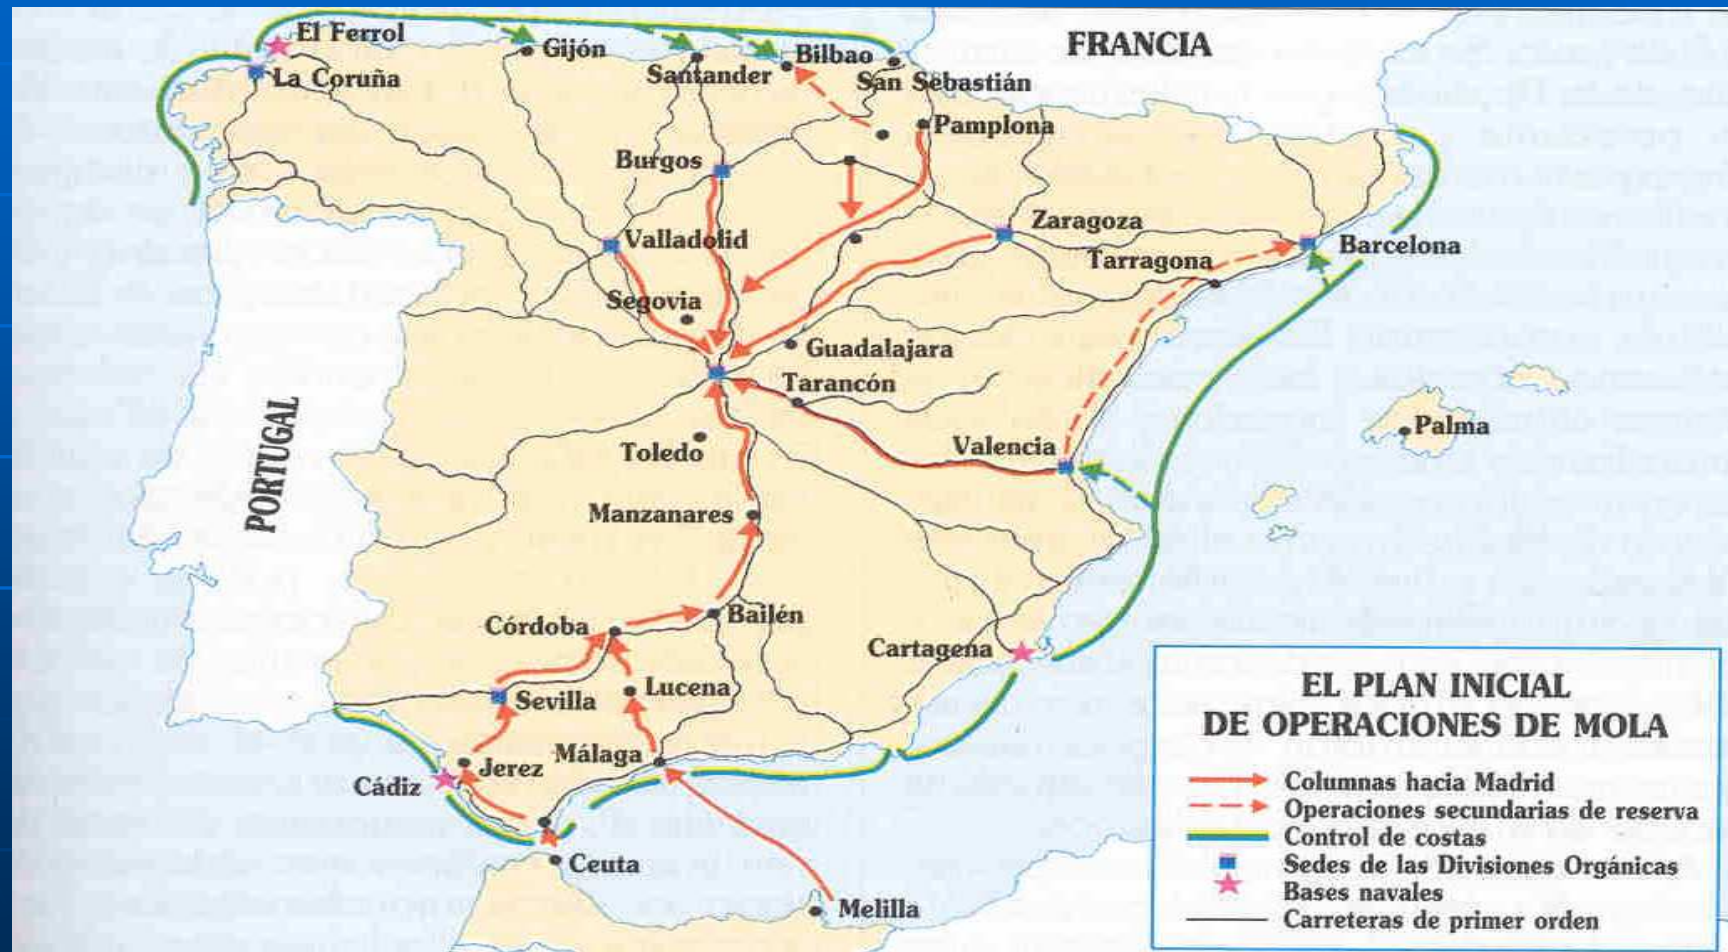 El Ferrol
La Coruña
Gijón
Santander
Bilbao
San Sebastián
FRANCIA
Pamplona
Burgos
Valladolid
Zaragoza
Tarragona
Barcelona
Segovia
Guadalajara
Tarancón
PORTUGAL
Toledo
Valencia
Palma
Manzanares
Córdoba
Bailén
Cartagena
Sevilla
Lucena
Málaga
Jerez
Cádiz
Ceuta
Melilla
EL PLAN INICIAL
DE OPERACIONES DE MOLA
Columnas hacia Madrid
Operaciones secundarias de reserva
Control de costas
Sedes de las Divisiones Orgánicas
Bases navales
Carreteras de primer orden